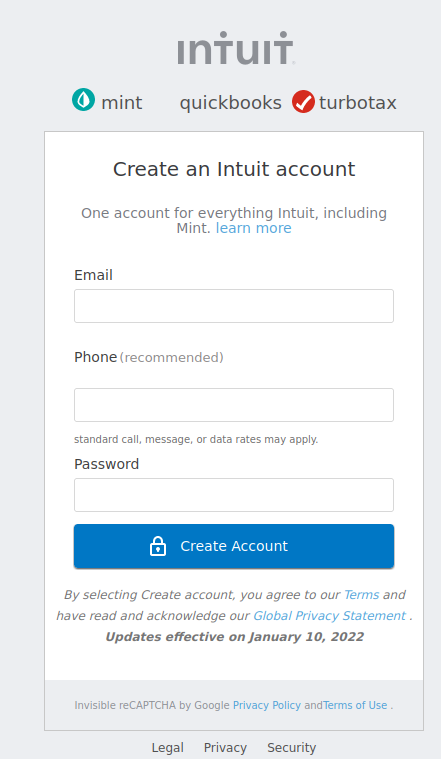 intuit
mint quickbooks turbotax
Create an Intuit account
One account for everything Intuit, including
Mint. learn more
Email
Phone (recommended)
standard call, message, or data rates may apply.
Password
Create Account
By selecting Create account, you agree to our Terms and
have read and acknowledge our Global Privacy Statement .
Updates effective on January 10, 2022
Invisible reCAPTCHA by Google Privacy Policy andTerms of Use .
Legal Privacy Security